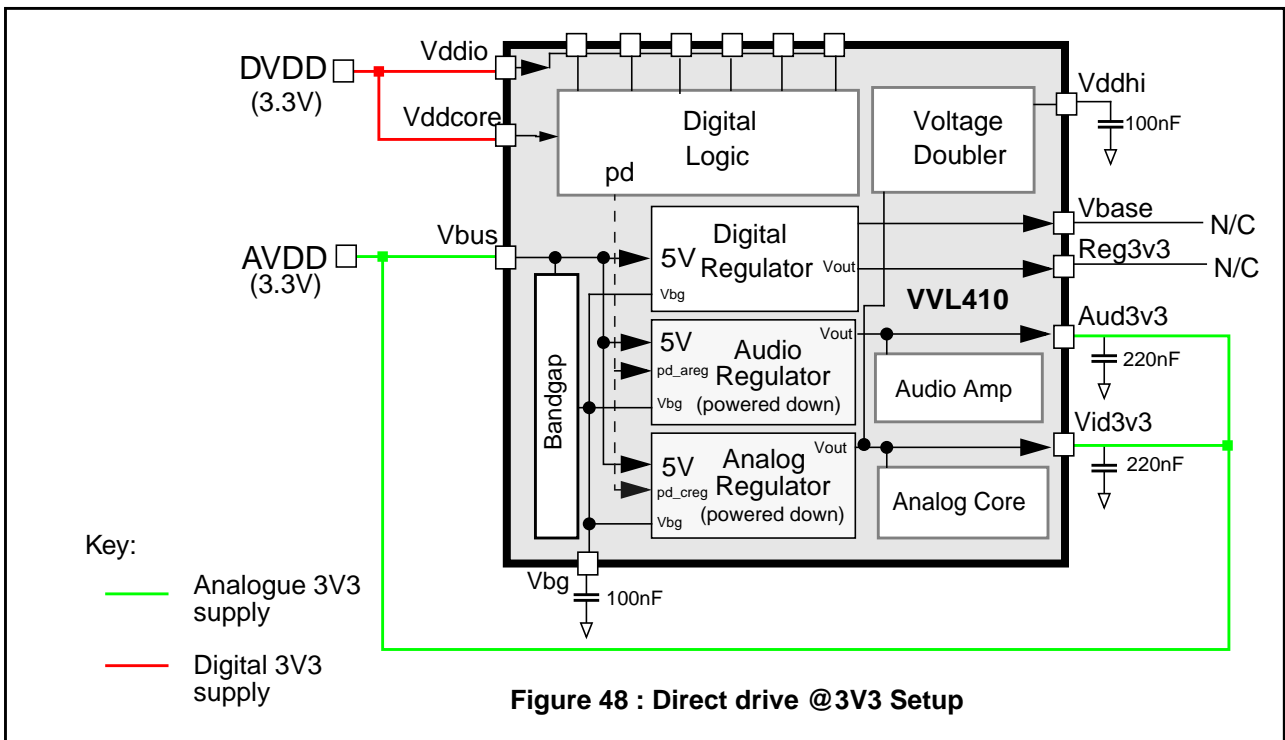 DVDD
(3.3V)
Vddio
Vddcore
Digital
Logic
pd
Voltage
Doubler
Vddhi
100nF
AVDD
(3.3V)
Vbus
Bandgap
5V
Digital
Regulator
Vout
Vbg
VVL410
Vbase
N/C
Reg3v3
N/C
5V
Audio
Regulator
(powered down)
Vout
pd_areg
Vbg
Audio Amp
Aud3v3
220nF
5V
Analog
Regulator
(powered down)
Vout
pd_creg
Vbg
Analog Core
Vid3v3
220nF
Vbg
100nF
Key:
Analogue 3V3
supply
Digital 3V3
supply
Figure 48 : Direct drive @3V3 Setup